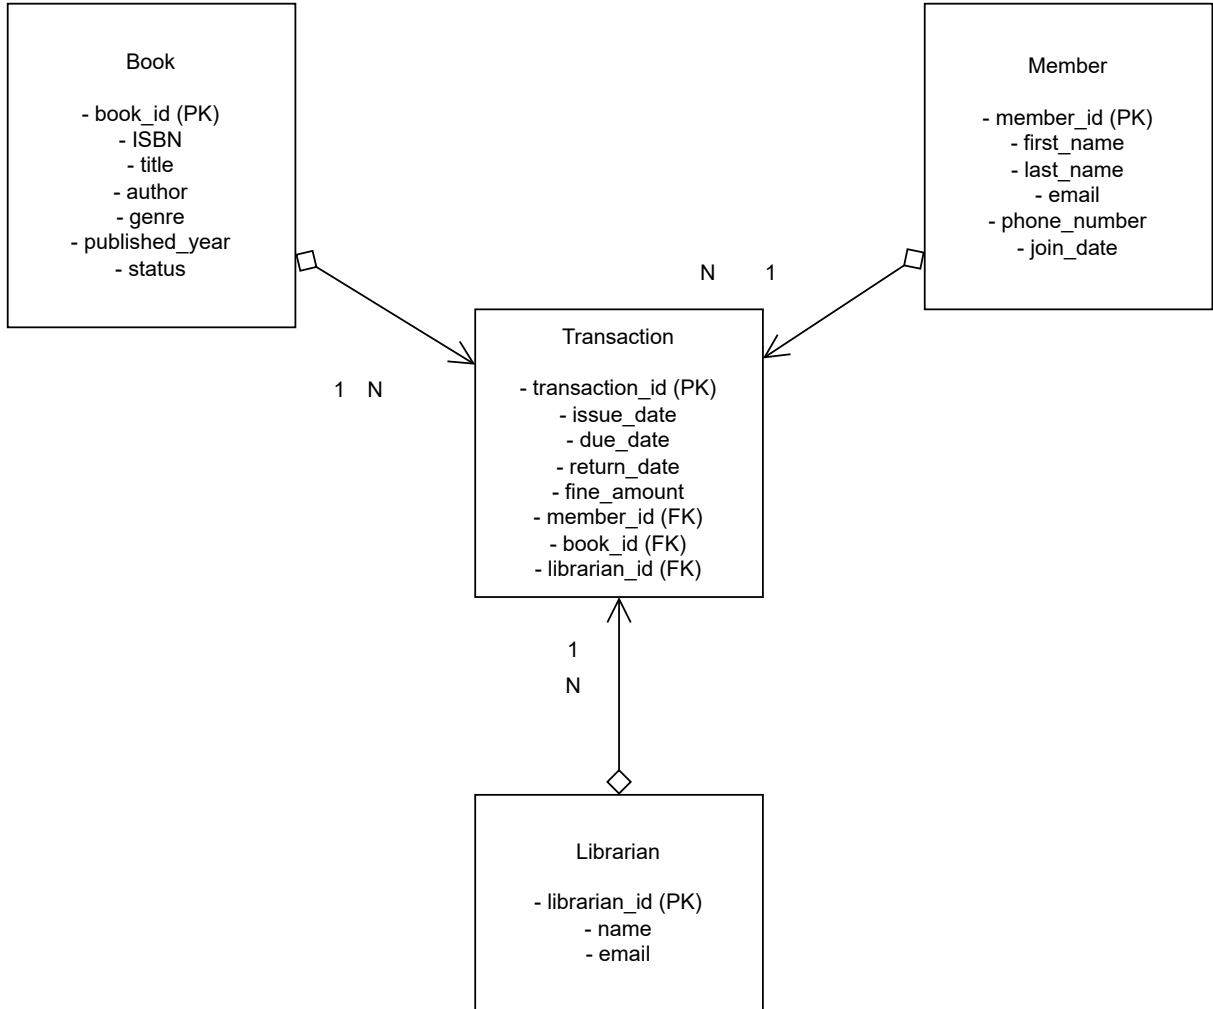 Book
- book_id (PK)
- ISBN
- title
- author
- genre
- published_year
- status
Member
- member_id (PK)
- first_name
- last_name
- email
- phone_number
- join_date
N 1
1 N
Transaction
- transaction_id (PK)
- issue_date
- due_date
- return_date
- fine_amount
- member_id (FK)
- book_id (FK)
- librarian_id (FK)
1
N
Librarian
- librarian_id (PK)
- name
- email